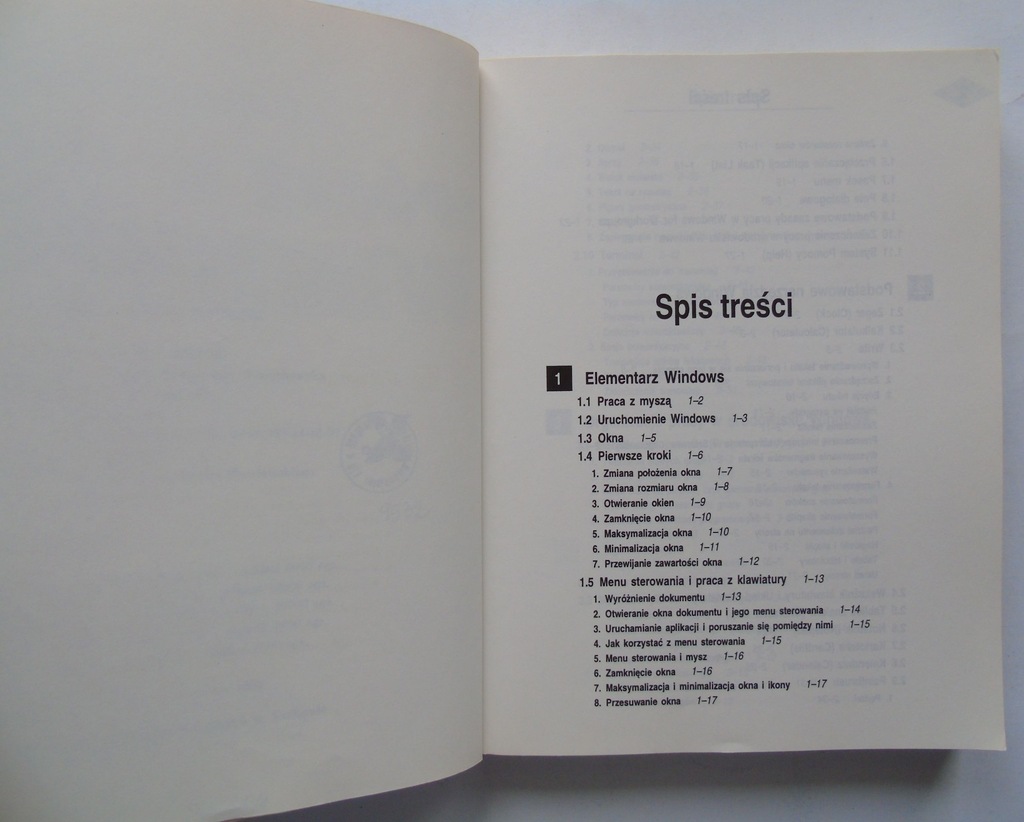 Spis treści
1 Elementarz Windows
1.1 Praca z myszą 1–2
1.2 Uruchomienie Windows 1–3
1.3 Okna 1–5
1.4 Pierwsze kroki 1–6
1. Zmiana położenia okna 1–7
2. Zmiana rozmiaru okna 1–8
3. Otwieranie okien 1–9
4. Zamknięcie okna 1–10
5. Maksymalizacja okna 1–10
6. Minimalizacja okna 1–11
7. Przewijanie zawartości okna 1–12
1.5 Menu sterowania i praca z klawiatury 1–13
1. Wyróżnienie dokumentu 1–13
2. Otwieranie okna dokumentu i jego menu sterowania 1–14
3. Uruchamianie aplikacji i poruszanie się pomiędzy nimi 1–15
4. Jak korzystać z menu sterowania 1–15
5. Menu sterowania i mysz 1–16
6. Zamknięcie okna 1–16
7. Maksymalizacja i minimalizacja okna i ikony 1–17
8. Przesuwanie okna 1–17